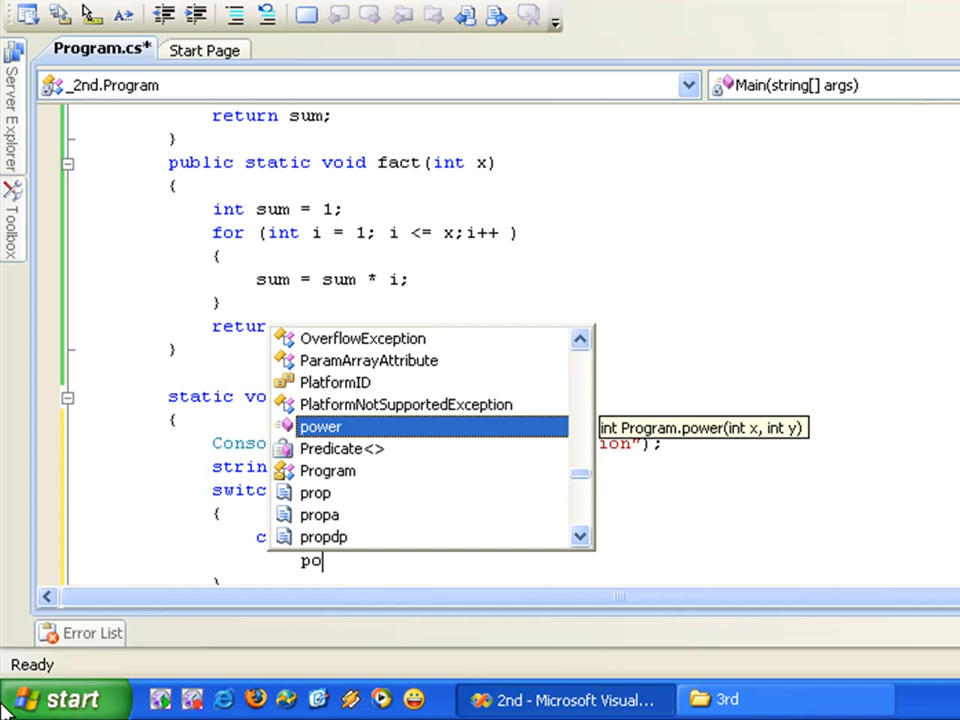 Program.cs* Start Page
_2nd.Program Main(string[] args)
Server Explorer
Toolbox
return sum;
}
public static void fact(int x)
{
int sum = 1;
for (int i = 1; i <= x;i++ )
{
sum = sum * i;
}
retur
}
static vo
{
Conso ion");
strin
switc
{
c
po
}
OverflowException
ParamArrayAttribute
PlatformID
PlatformNotSupportedException
power
Predicate<>
Program
prop
propa
propdp
int Program.power(int x, int y)
Error List
Ready
start 2nd - Microsoft Visual... 3rd